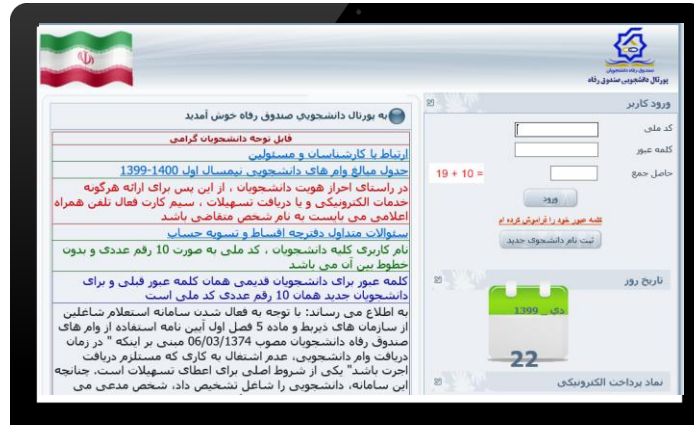 صندوق رفاه دانشجویان
پورتال دانشجویی صندوق رفاه
ورود کاربر
کد ملی
کلمه عبور
حاصل جمع
19 + 10 =
ورود
کلمه عبور خود را فراموش کرده ام
ثبت نام دانشجوی جدید
تاریخ روز
دی _ 1399
22
نماد پرداخت الکترونیکی
به پورتال دانشجویی صندوق رفاه خوش آمدید
قابل توجه دانشجویان گرامی
ارتباط با کارشناسان و مسئولین
جدول مبالغ وام های دانشجویی نیمسال اول 1400-1399
در راستای احراز هویت دانشجویان ، از این پس برای ارائه هرگونه
خدمات الکترونیکی و یا دریافت تسهیلات ، سیم کارت فعال تلفن همراه
اعلامی می بایست به نام شخص متقاضی باشد
سئوالات متداول دفترچه اقساط و تسویه حساب
نام کاربری کلیه دانشجویان ، کد ملی به صورت 10 رقم عددی و بدون
خطوط بین آن می باشد
کلمه عبور برای دانشجویان قدیمی همان کلمه عبور قبلی و برای
دانشجویان جدید همان 10 رقم عددی کد ملی است
به اطلاع می رساند: با توجه به فعال شدن سامانه استعلام شاغلین
از سازمان های ذیربط و ماده 5 فصل اول آیین نامه استفاده از وام های
صندوق رفاه دانشجویان مصوب 06/03/1374 مبنی بر اینکه " در زمان
دریافت وام دانشجویی، عدم اشتغال به کاری که مستلزم دریافت
اجرت باشد" یکی از شروط اصلی برای اعطای تسهیلات است، چنانچه
این سامانه، دانشجویی را شاغل تشخیص داد، شخص مدعی می